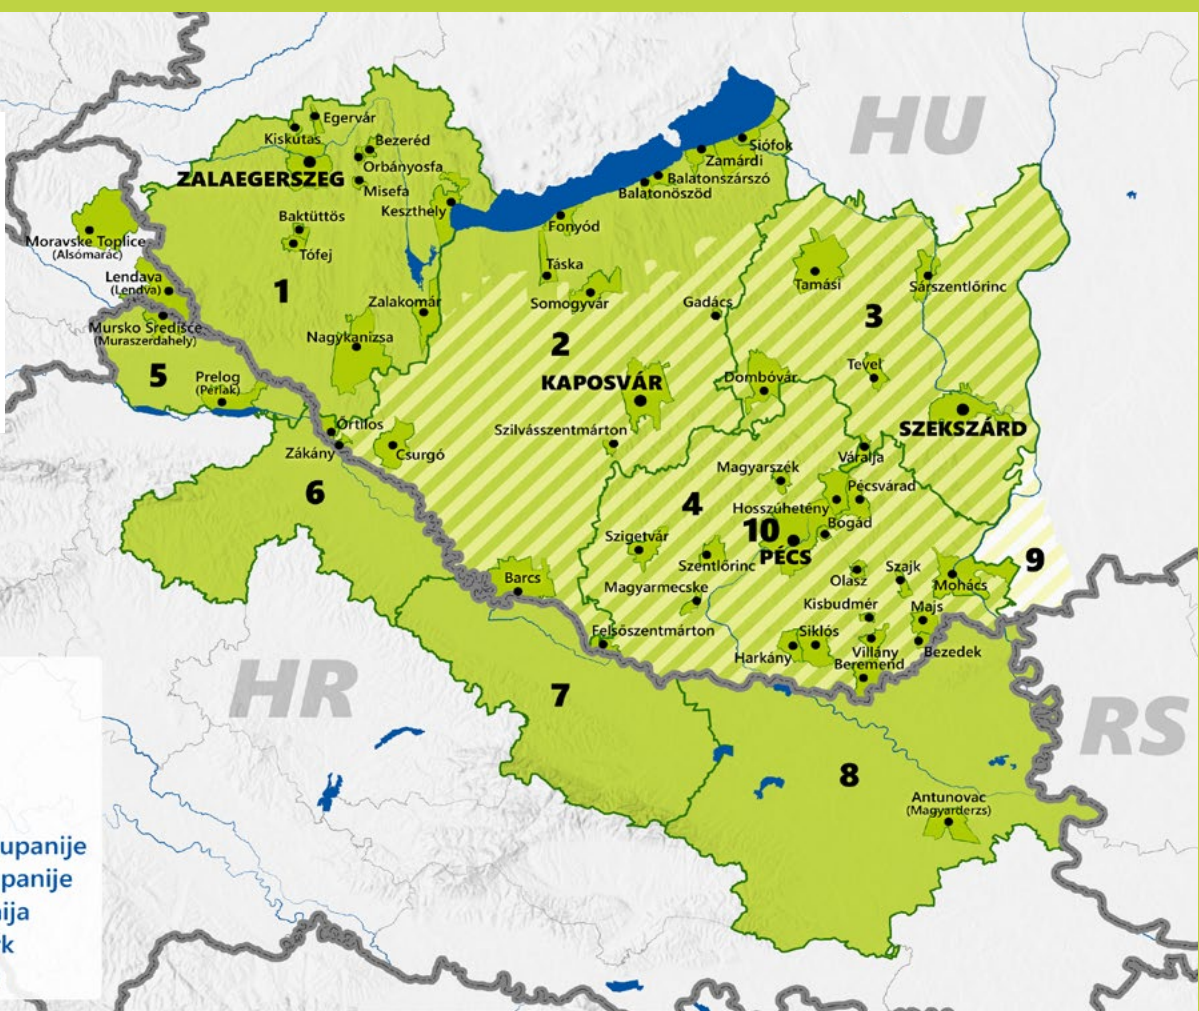 HU
Egervár
Kiskutas
Bezeréd
Siófok
Orbányosfa
Zamárdi
ZALAEGERSZEG
Balatonszárszó
Misefa
Balatonöszöd
Keszthely
Baktüttös
Fonyód
Moravske Toplice
(Alsómarác)
Tófej
Táska
Tamási
Sárszentlőrinc
Lendava
(Lendva)
1
Somogyvár
Zalakomár
Gadács
3
Mursko Središče
(Muraszerdahely)
Nagykanizsa
2
5
Prelog
(Perlak)
KAPOSVÁR
Dombóvár
Tevel
Őrtilos
Szilvásszentmárton
SZEKSZÁRD
Zákány
Csurgó
Váralja
Magyarszék
6
4
Pécsvárad
Hosszúhetény
10
Bogád
Szigetvár
PÉCS
Szentlőrinc
9
Barcs
Szajk
Olasz
Mohács
Magyarmecske
Kisbudmér
Majs
Felsőszentmárton
Siklós
Villány
Bezedek
Harkány
Beremend
HR
7
RS
8
Antunovac
(Magyarderzs)
upanije
panije
ija
k